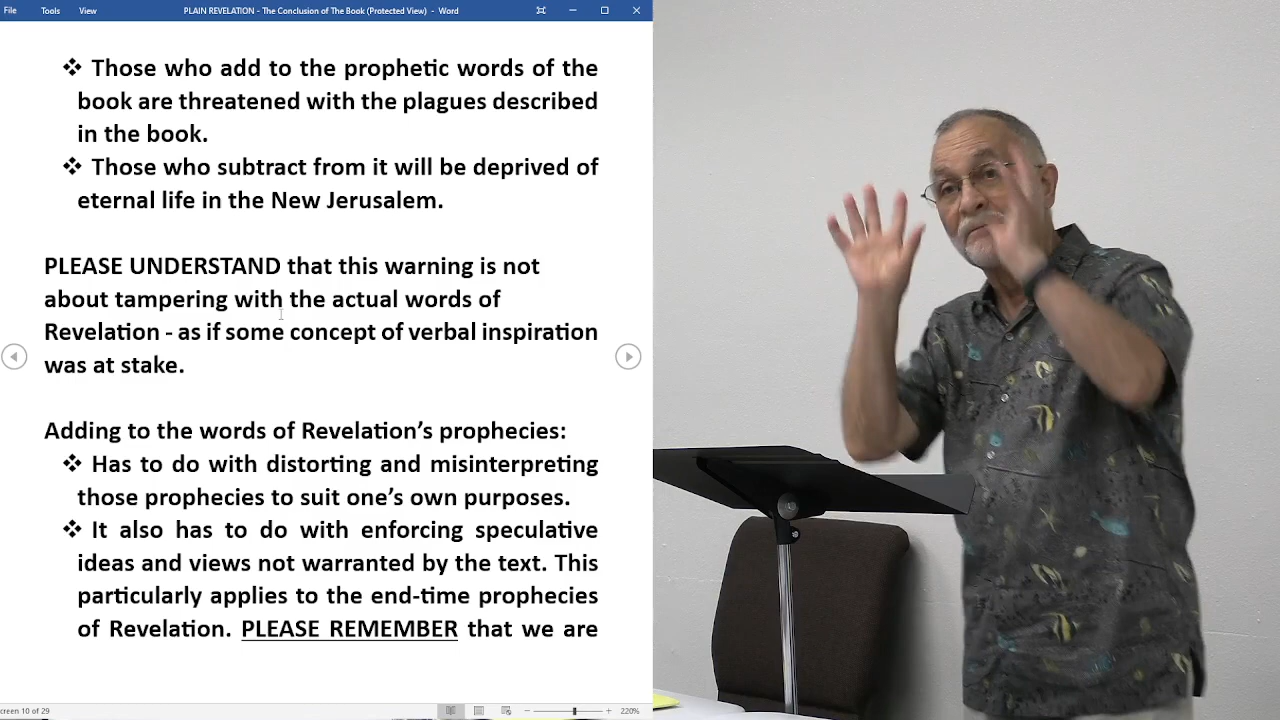 File Tools View PLAIN REVELATION - The Conclusion of The Book (Protected View) - Word
❖ Those who add to the prophetic words of the
book are threatened with the plagues described
in the book.
❖ Those who subtract from it will be deprived of
eternal life in the New Jerusalem.
PLEASE UNDERSTAND that this warning is not
about tampering with the actual words of
Revelation - as if some concept of verbal inspiration
was at stake.
Adding to the words of Revelation's prophecies:
❖ Has to do with distorting and misinterpreting
those prophecies to suit one's own purposes.
❖ It also has to do with enforcing speculative
ideas and views not warranted by the text. This
particularly applies to the end-time prophecies
of Revelation. PLEASE REMEMBER that we are
creen 10 of 29 220%